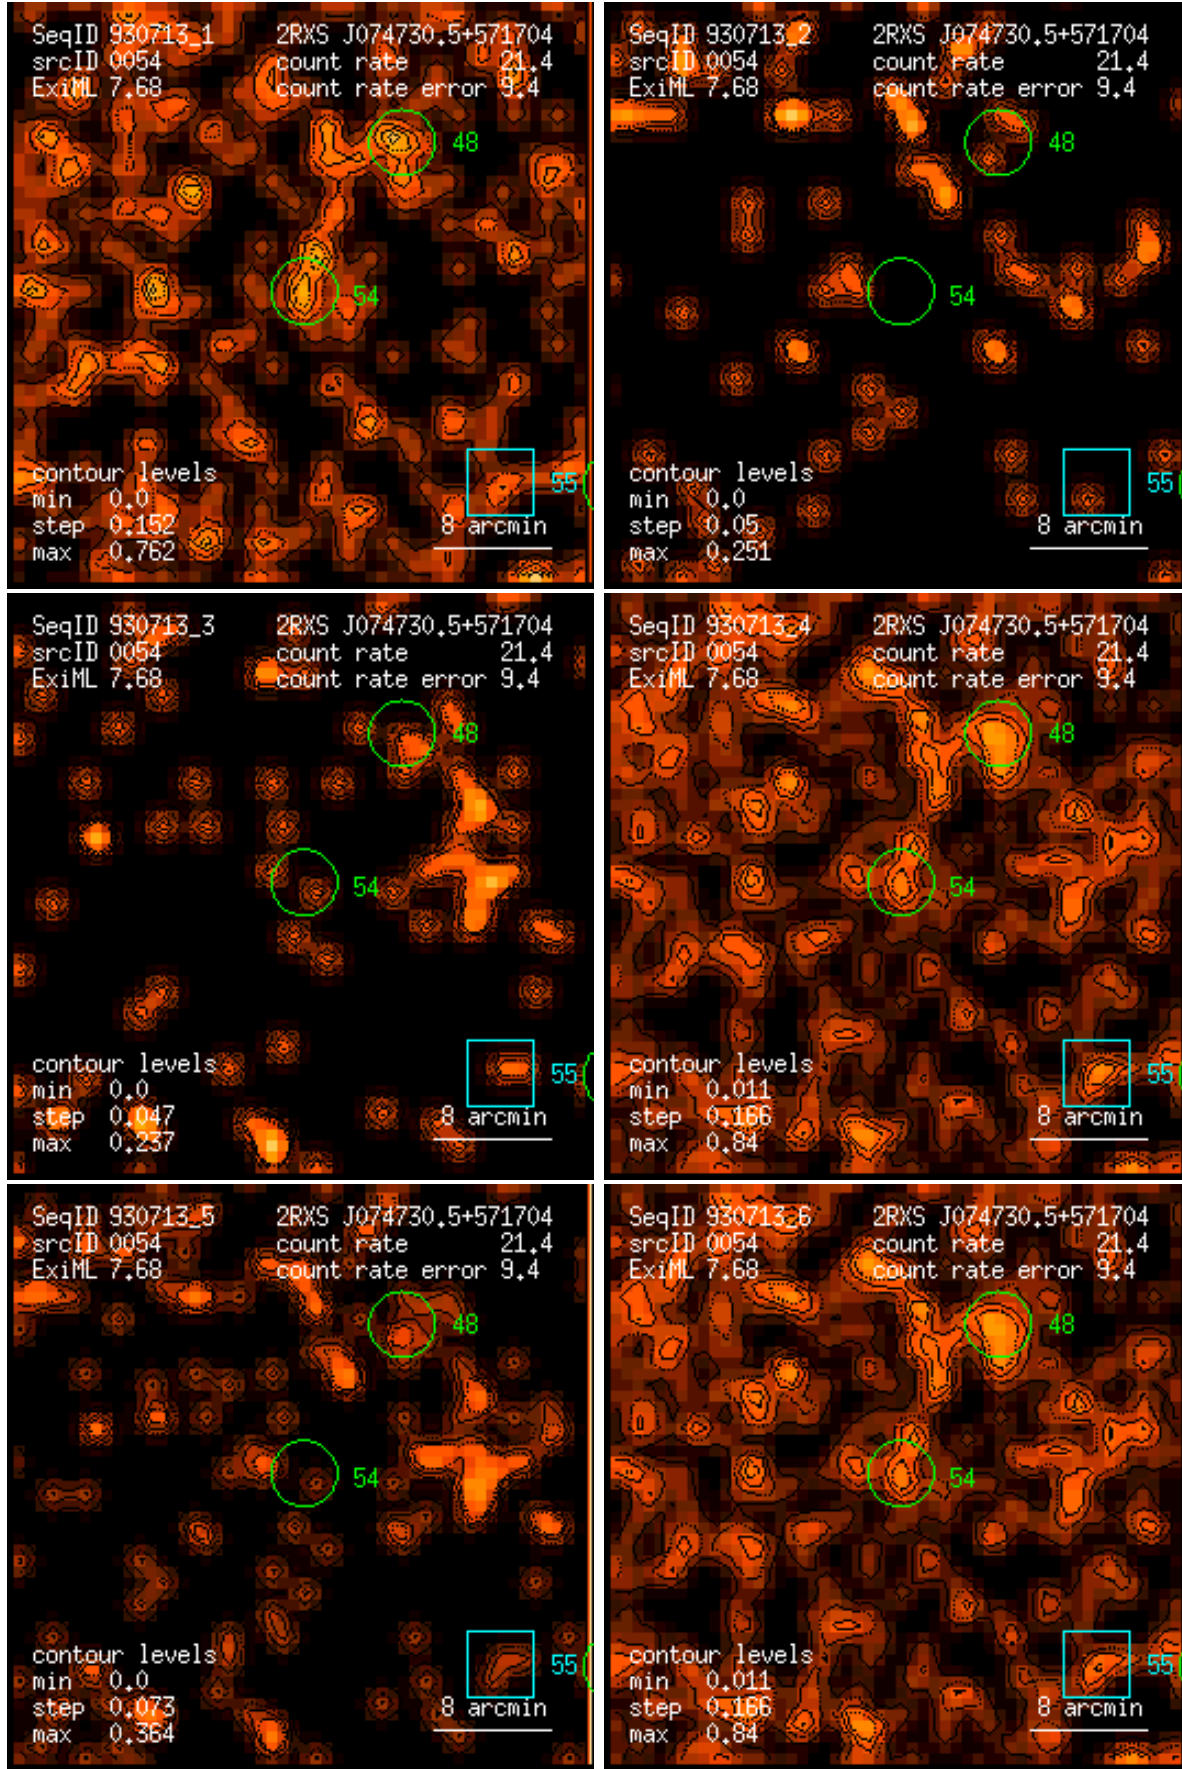 SeqID 930713_1 2RXS J074730.5+571704
srcID 0054 count rate 21.4
ExiML 7.68 count rate error 9.4
48
54
contour levels
min 0.0 55
step 0.152 8 arcmin
max 0.762
SeqID 930713_2 2RXS J074730.5+571704
srcID 0054 count rate 21.4
ExiML 7.68 count rate error 9.4
48
54
contour levels
min 0.0 55
step 0.05 8 arcmin
max 0.251
SeqID 930713_3 2RXS J074730.5+571704
srcID 0054 count rate 21.4
ExiML 7.68 count rate error 9.4
48
54
contour levels
min 0.0 55
step 0.047 8 arcmin
max 0.237
SeqID 930713_4 2RXS J074730.5+571704
srcID 0054 count rate 21.4
ExiML 7.68 count rate error 9.4
48
54
contour levels
min 0.011 55
step 0.166 8 arcmin
max 0.84
SeqID 930713_5 2RXS J074730.5+571704
srcID 0054 count rate 21.4
ExiML 7.68 count rate error 9.4
48
54
contour levels
min 0.0 55
step 0.073 8 arcmin
max 0.364
SeqID 930713_6 2RXS J074730.5+571704
srcID 0054 count rate 21.4
ExiML 7.68 count rate error 9.4
48
54
contour levels
min 0.011 55
step 0.166 8 arcmin
max 0.84